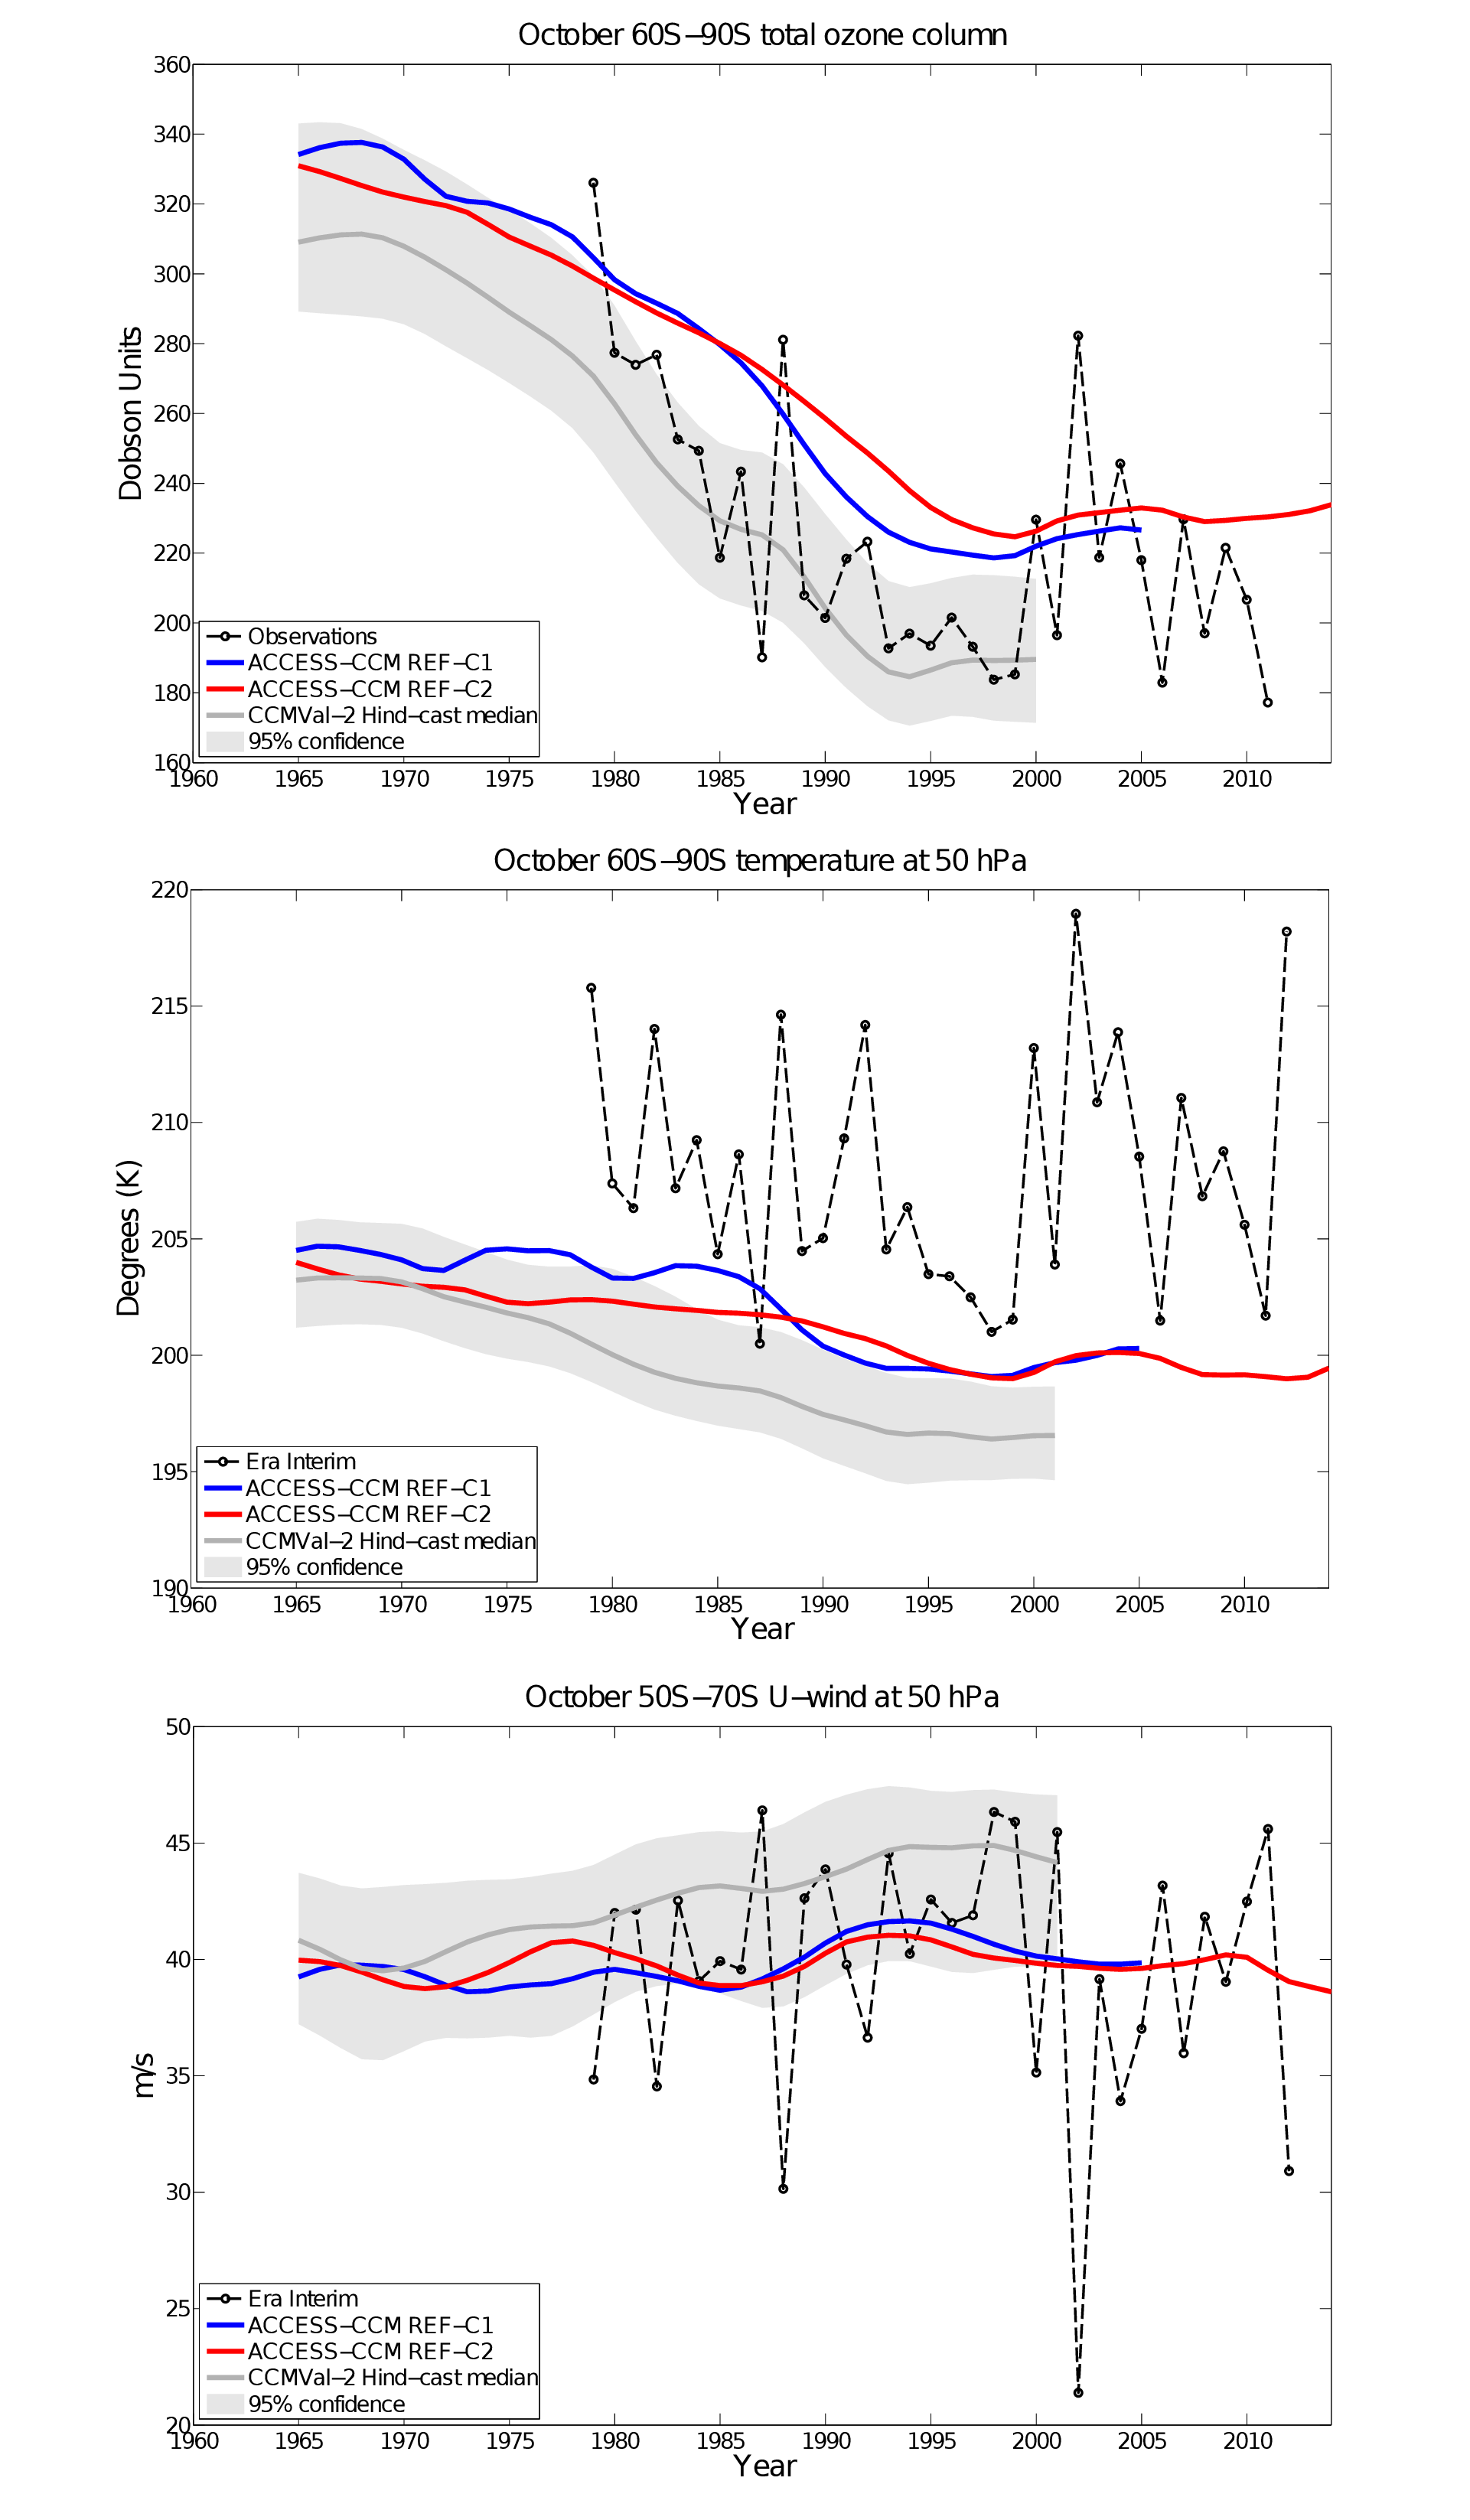 October 60S−90S total ozone column
360
340
320
300
280
260
240
220
200
180
160
Dobson Units
Observations
ACCESS−CCM REF−C1
ACCESS−CCM REF−C2
CCMVal−2 Hind−cast median
95% confidence
1960 1965 1970 1975 1980 1985 1990 1995 2000 2005 2010
Year
October 60S−90S temperature at 50 hPa
220
215
210
205
200
195
190
Degrees (K)
Era Interim
ACCESS−CCM REF−C1
ACCESS−CCM REF−C2
CCMVal−2 Hind−cast median
95% confidence
1960 1965 1970 1975 1980 1985 1990 1995 2000 2005 2010
Year
October 50S−70S U−wind at 50 hPa
50
45
40
35
30
25
20
m/s
Era Interim
ACCESS−CCM REF−C1
ACCESS−CCM REF−C2
CCMVal−2 Hind−cast median
95% confidence
1960 1965 1970 1975 1980 1985 1990 1995 2000 2005 2010
Year